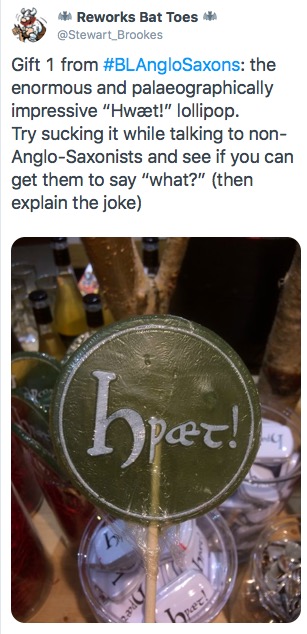 🦇 Reworks Bat Toes 🦇
@Stewart_Brookes
Gift 1 from #BLAngloSaxons: the
enormous and palaeographically
impressive “Hwæt!” lollipop.
Try sucking it while talking to non-
Anglo-Saxonists and see if you can
get them to say “what?” (then
explain the joke)
hƿæt!
hƿæt!